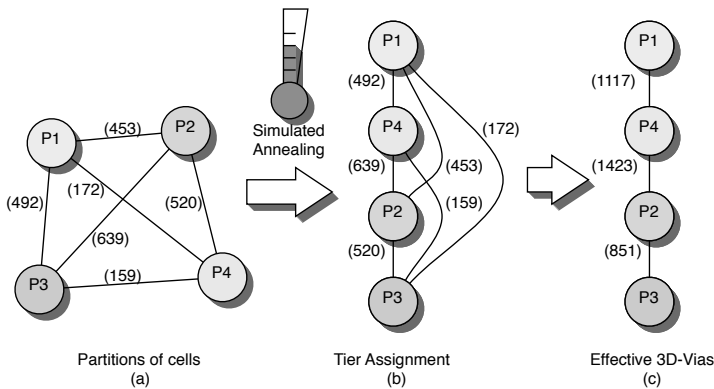 P1
(453)
P2
(492)
(172)
(520)
(639)
P3
(159)
P4
Partitions of cells
(a)
Simulated
Annealing
P1
(492)
P4
(172)
(639)
(453)
P2
(159)
(520)
P3
Tier Assignment
(b)
P1
(1117)
P4
(1423)
P2
(851)
P3
Effective 3D-Vias
(c)